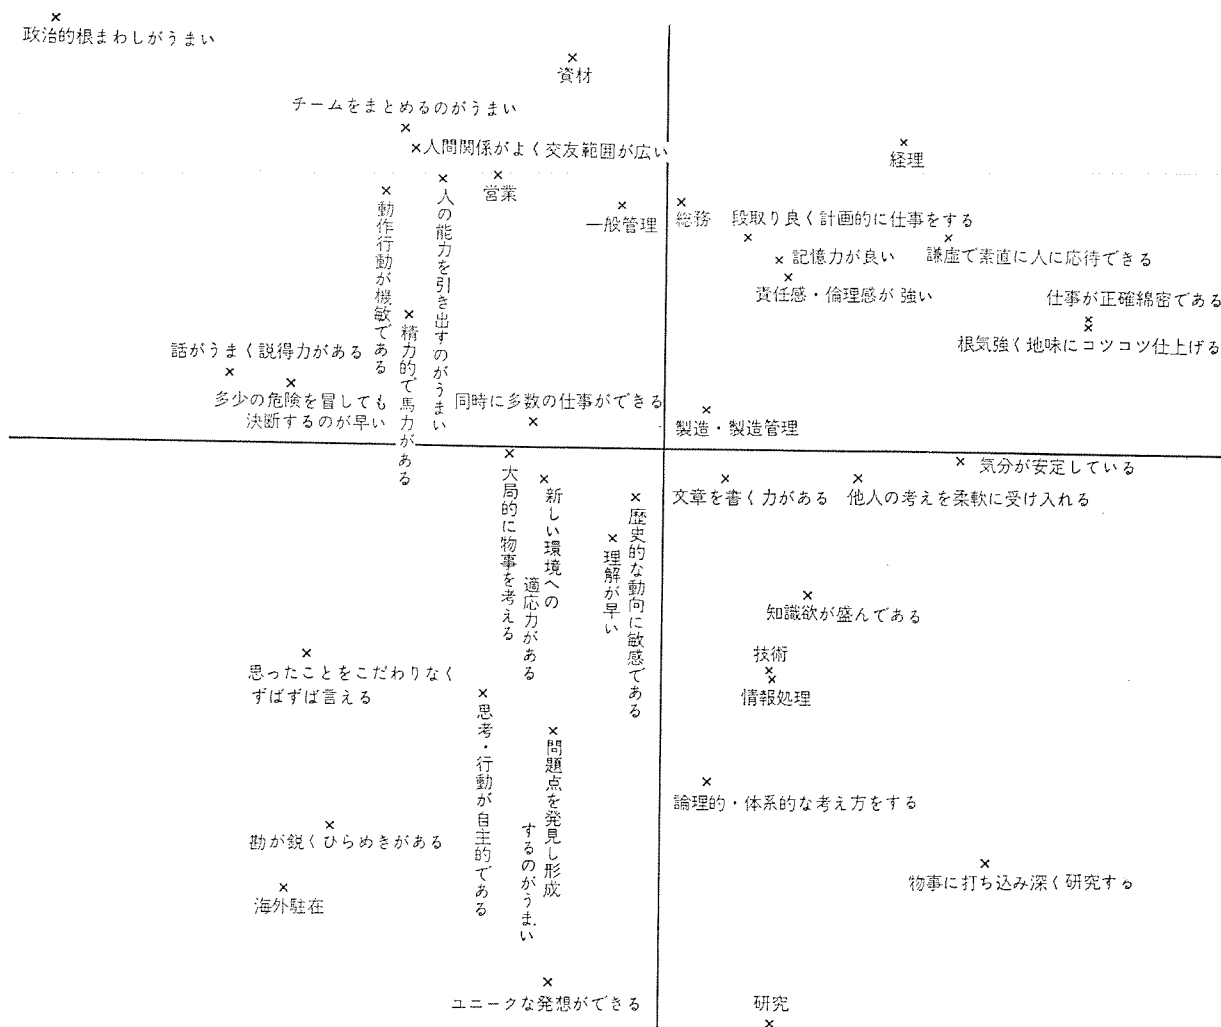 政治的根まわしがうまい
資材
チームをまとめるのがうまい
人間関係がよく交友範囲が広い
経理
営業
人の能力を引き出すのがうまい
動作行動が機敏である
一般管理
総務
段取り良く計画的に仕事をする
記憶力が良い
謙虚で素直に人に応待できる
責任感・倫理感が強い
仕事が正確綿密である
根気強く地味にコツコツ仕上げる
精力的で馬力がある
話がうまく説得力がある
多少の危険を冒しても
決断するのが早い
同時に多数の仕事ができる
製造・製造管理
気分が安定している
大局的に物事を考える
新しい環境への
適応力がある
歴史的な動向に敏感である
理解が早い
文章を書く力がある
他人の考えを柔軟に受け入れる
知識欲が盛んである
思ったことをこだわりなく
ずばずば言える
技術
情報処理
思考・行動が自主的である
問題点を発見し形成
するのがうまい
論理的・体系的な考え方をする
勘が鋭くひらめきがある
物事に打ち込み深く研究する
海外駐在
ユニークな発想ができる
研究